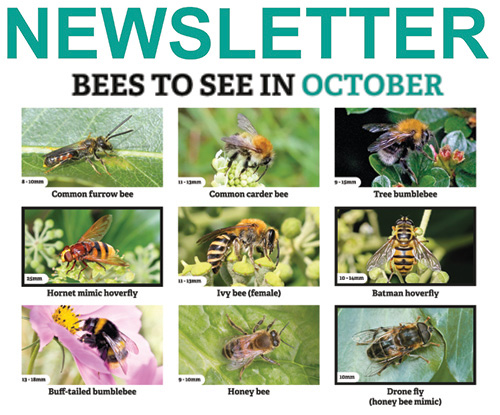 NEWSLETTER
BEES TO SEE IN OCTOBER
8 - 10mm
11 - 13mm
9 - 15mm
Common furrow bee
Common carder bee
Tree bumblebee
25mm
11 - 13mm
10 - 14mm
Hornet mimic hoverfly
Ivy bee (female)
Batman hoverfly
13 - 18mm
9 - 10mm
10mm
Buff-tailed bumblebee
Honey bee
Drone fly
(honey bee mimic)